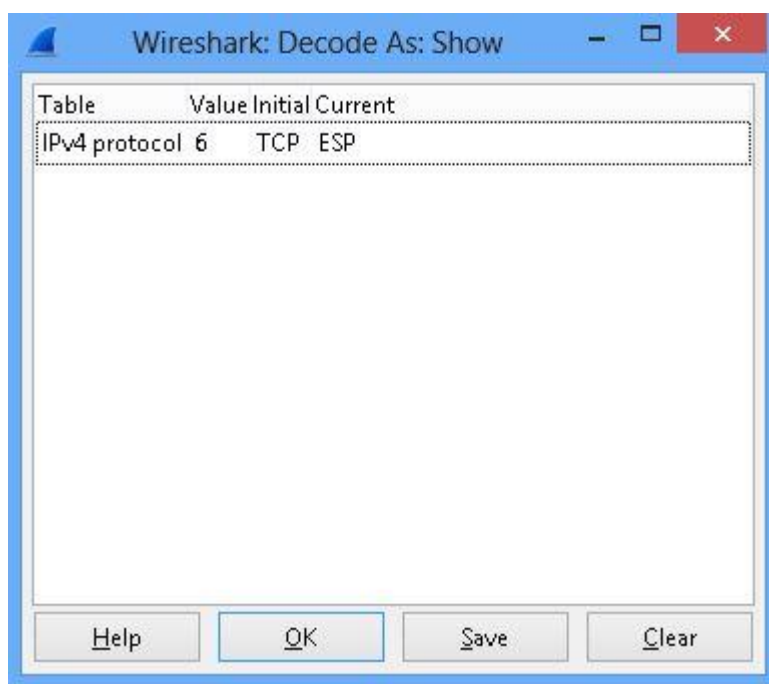 Wireshark: Decode As: Show
Table Value Initial Current
IPv4 protocol 6 TCP ESP
Help OK Save Clear